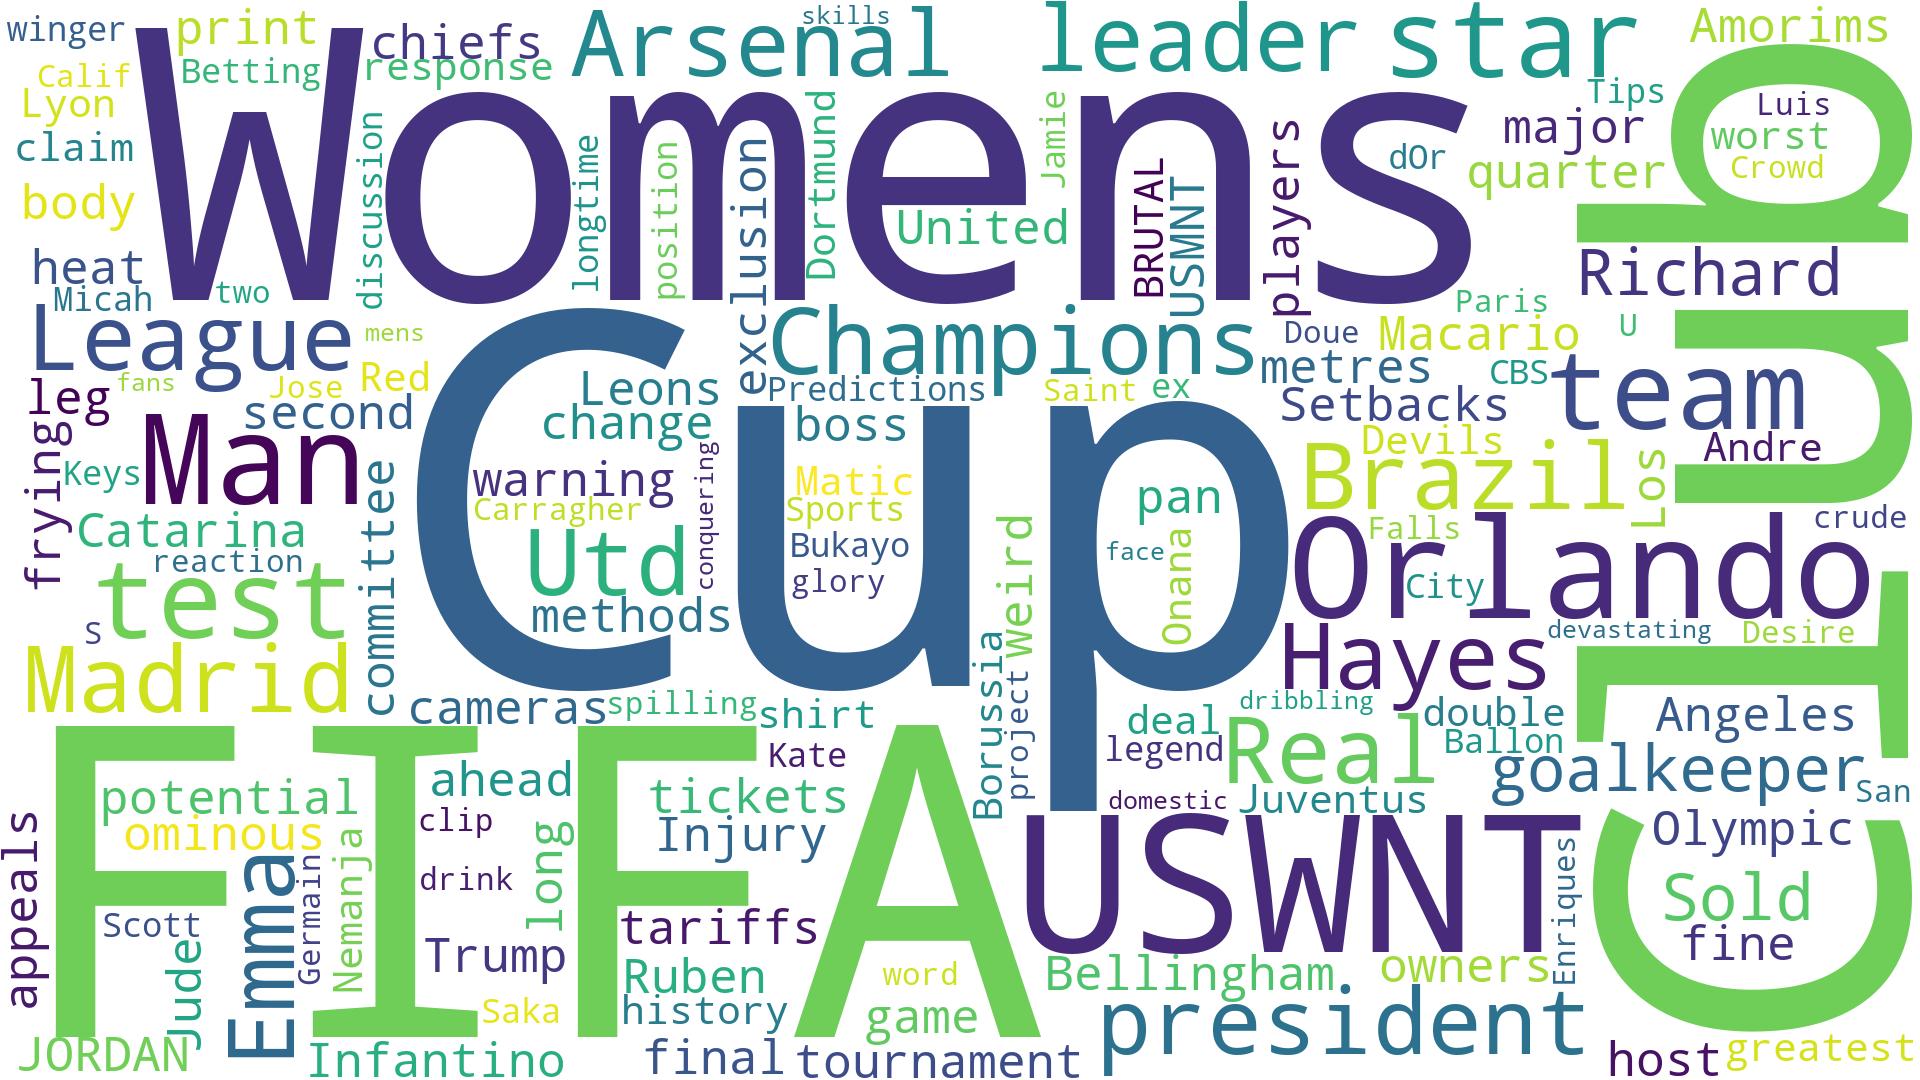 winger
print
chiefs
Arsenal
skills
leader
star
Amorims
Calif
Betting
response
Womens
Lyon
Tips
Luis
claim
discussion
longtime
position
exclusion
Dortmund
Jamie
BRUTAL
USMNT
players
dOr
major
worst
quarter
Crowd
body
United
Club
heat
Micah
two
Richard
League
mens
Champions
Paris
Doue
Macario
U
metres
CBS
team
fans
Jose
Red
Leons
Predictions
Saint
ex
leg
second
change
boss
Setbacks
Man
Cup
Devils
Brazil
Andre
frying
Keys
committee
warning
conquering
Matic
pan
Los
Carragher
Sports
Catarina
Utd
Bukayo
Weird
face
Onana
Falls
Orlando
crude
reaction
glory
City
test
methods
S
Hayes
devastating
Desire
Madrid
cameras
spilling
shirt
Borussia
project
deal
dribbling
double
Angeles
FIFA
Kate
legend
Real
Ballon
goalkeeper
San
potential
ahead
tickets
domestic
Juventus
ominous
clip
long
Injury
USWNT
Olympic
appeals
Emma
Germain
Nemanja
drink
Enriques
Sold
Scott
tariffs
fine
Jude
Trump
Ruben
word
Bellingham
owners
Saka
history
game
president
JORDAN
Infantino
final
tournament
host
greatest